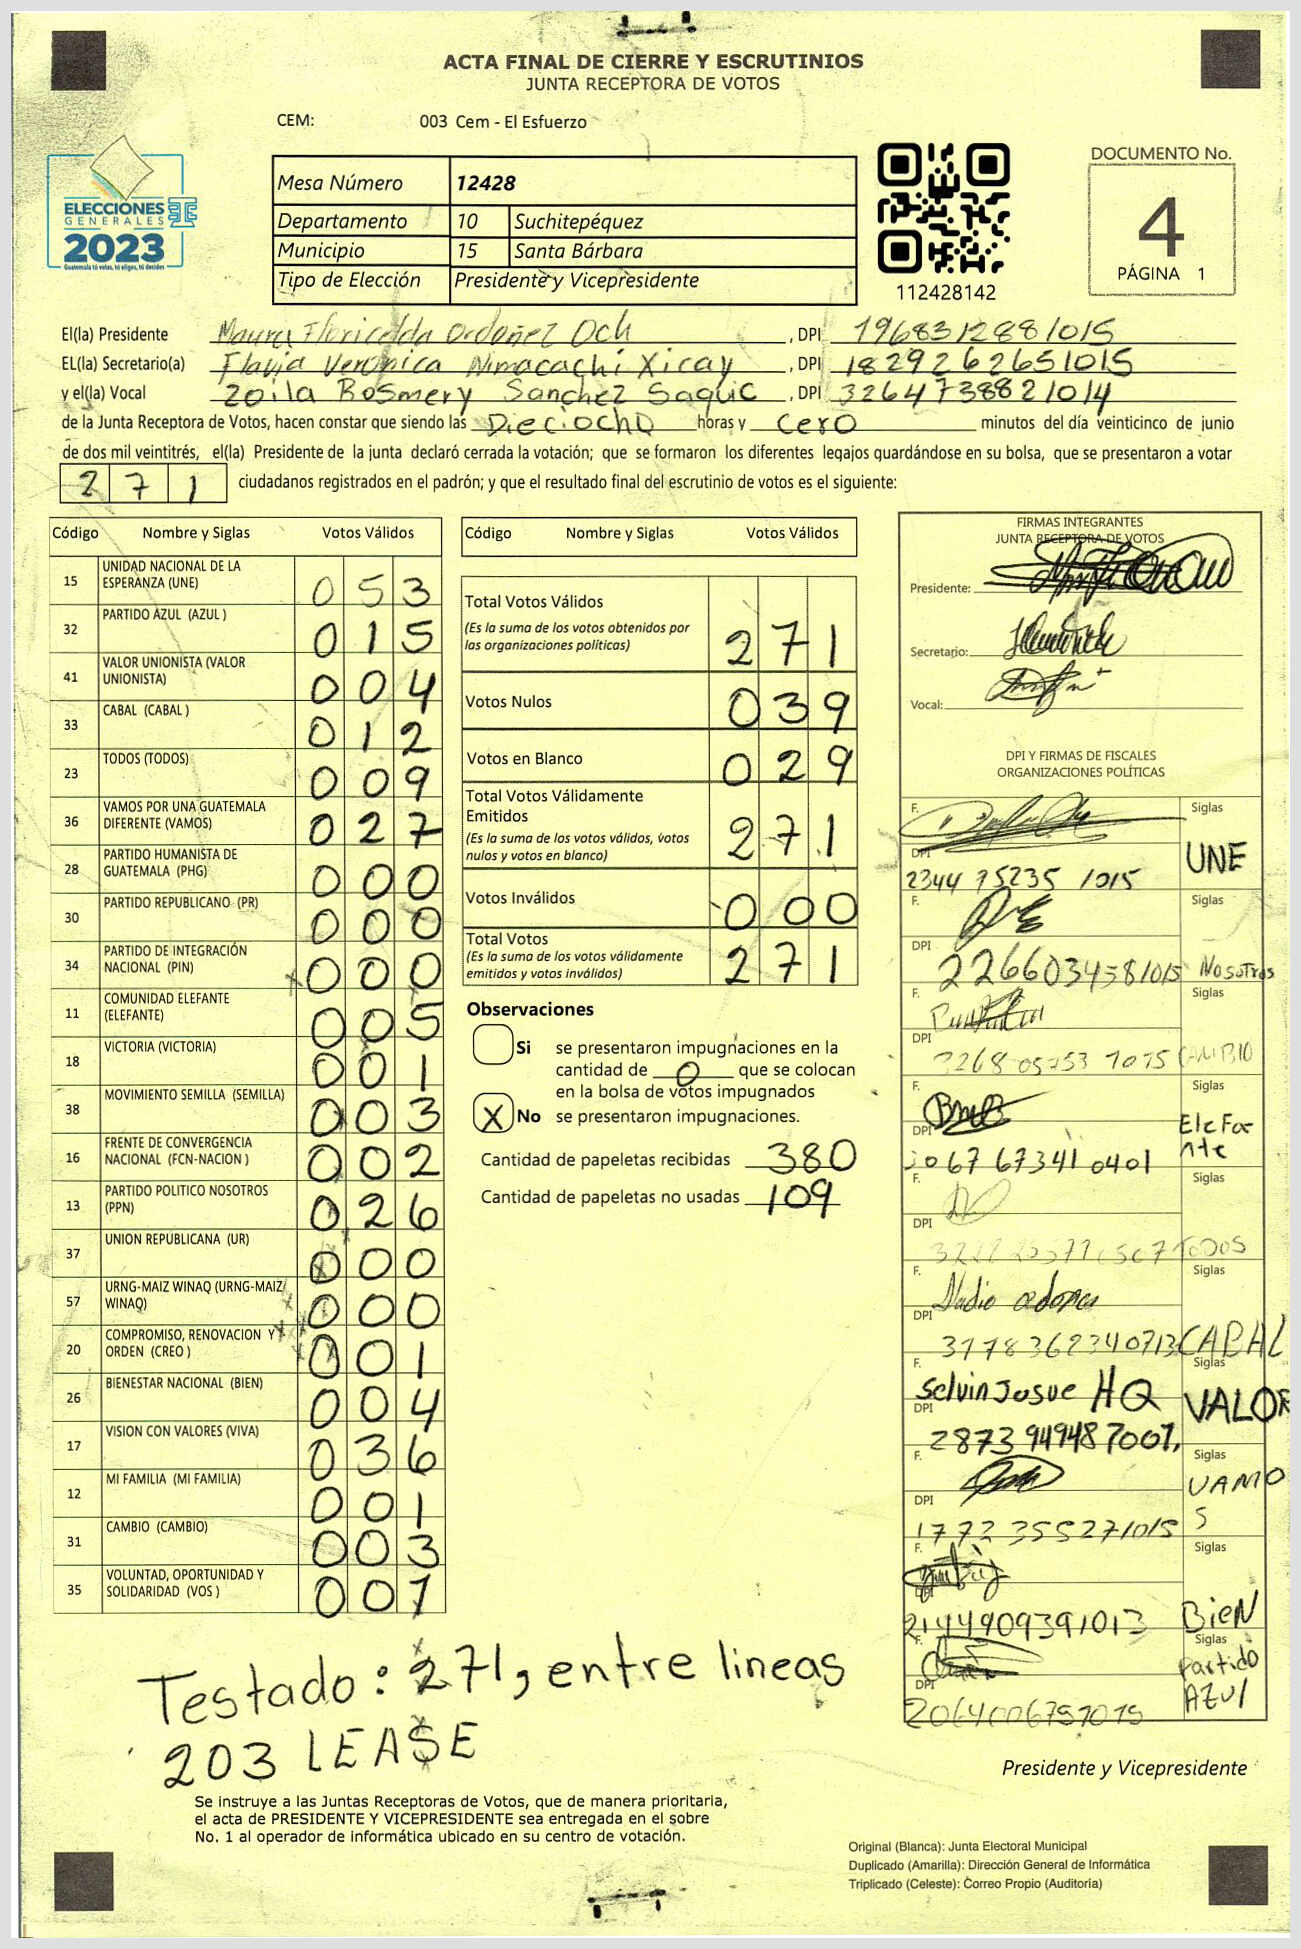 ACTA FINAL DE CIERRE Y ESCRUTINIOS
JUNTA RECEPTORA DE VOTOS
CEM: 003 Cem - El Esfuerzo
ELECCIONES
GENERALES
2023
Guatemala tú votas, tú eliges, tú decides
Mesa Número 12428
Departamento 10 Suchitepéquez
Municipio 15 Santa Bárbara
Tipo de Elección Presidente y Vicepresidente
112428142
DOCUMENTO No.
4
PÁGINA 1
El(la) Presidente Maura Floricelda Ordoñez Och , DPI 1968312881015
EL(la) Secretario(a) Flavia Veronica Nimacachi Xicay , DPI 1829262651015
y el(la) Vocal Zoila Rosmery Sanchez Saquic , DPI 3264738821014
de la Junta Receptora de Votos, hacen constar que siendo las Dieciocho horas y cero minutos del día veinticinco de junio
de dos mil veintitrés, el(la) Presidente de la junta declaró cerrada la votación; que se formaron los diferentes legajos quardándose en su bolsa, que se presentaron a votar
271 ciudadanos registrados en el padrón; y que el resultado final del escrutinio de votos es el siguiente:
Código Nombre y Siglas Votos Válidos
15 UNIDAD NACIONAL DE LA ESPERANZA (UNE) 053
32 PARTIDO AZUL (AZUL ) 015
41 VALOR UNIONISTA (VALOR UNIONISTA) 004
33 CABAL (CABAL ) 012
23 TODOS (TODOS) 009
36 VAMOS POR UNA GUATEMALA DIFERENTE (VAMOS) 027
28 PARTIDO HUMANISTA DE GUATEMALA (PHG) 000
30 PARTIDO REPUBLICANO (PR) 000
34 PARTIDO DE INTEGRACIÓN NACIONAL (PIN) 000
11 COMUNIDAD ELEFANTE (ELEFANTE) 005
18 VICTORIA (VICTORIA) 001
38 MOVIMIENTO SEMILLA (SEMILLA) 003
16 FRENTE DE CONVERGENCIA NACIONAL (FCN-NACION ) 002
13 PARTIDO POLITICO NOSOTROS (PPN) 026
37 UNION REPUBLICANA (UR) 000
57 URNG-MAIZ WINAQ (URNG-MAIZ WINAQ) 000
20 COMPROMISO, RENOVACION Y ORDEN (CREO ) 001
26 BIENESTAR NACIONAL (BIEN) 004
17 VISION CON VALORES (VIVA) 036
12 MI FAMILIA (MI FAMILIA) 001
31 CAMBIO (CAMBIO) 003
35 VOLUNTAD, OPORTUNIDAD Y SOLIDARIDAD (VOS ) 001
Código Nombre y Siglas Votos Válidos
Total Votos Válidos
(Es la suma de los votos obtenidos por las organizaciones políticas) 271
Votos Nulos 039
Votos en Blanco 029
Total Votos Válidamente Emitidos
(Es la suma de los votos válidos, votos nulos y votos en blanco) 271
Votos Inválidos 000
Total Votos
(Es la suma de los votos válidamente emitidos y votos inválidos) 271
Observaciones
Si se presentaron impugnaciones en la
cantidad de 0 que se colocan
en la bolsa de votos impugnados
X No se presentaron impugnaciones.
Cantidad de papeletas recibidas 380
Cantidad de papeletas no usadas 109
FIRMAS INTEGRANTES
JUNTA RECEPTORA DE VOTOS
Presidente:
Secretario:
Vocal:
DPI Y FIRMAS DE FISCALES
ORGANIZACIONES POLÍTICAS
F. Siglas
DPI UNE
2344 75235 1015
F. Siglas
DPI
2266034581015 Nosotros
F. Siglas
DPI
CAMBIO
F. Siglas
DPI Elefante
67 67341 0401
F. Siglas
DPI
TODOS
F. Siglas
DPI
3778362340713 CABAL
F. Siglas
Selvin Josue HQ
DPI VALOR
2873949487007
F. Siglas
DPI VAMOS
1772355271015
F. Siglas
DPI
2144909391013 BieN
F. Siglas
DPI Partido AZUl
2064006751015
Testado: 271, entre lineas
203 LEASE
Presidente y Vicepresidente
Se instruye a las Juntas Receptoras de Votos, que de manera prioritaria,
el acta de PRESIDENTE Y VICEPRESIDENTE sea entregada en el sobre
No. 1 al operador de informática ubicado en su centro de votación.
Original (Blanca): Junta Electoral Municipal
Duplicado (Amarilla): Dirección General de Informática
Triplicado (Celeste): Correo Propio (Auditoría)